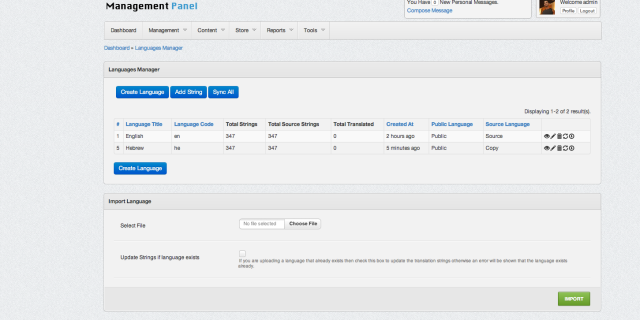 Management Panel
You Have 0 New Personal Messages.
Compose Message
Welcome admin
Profile Logout
Dashboard Management Content Store Reports Tools
Dashboard » Languages Manager
Languages Manager
Create Language Add String Sync All
Displaying 1-2 of 2 result(s).
# Language Title Language Code Total Strings Total Source Strings Total Translated Created At Public Language Source Language
1 English en 347 347 0 2 hours ago Public Source
5 Hebrew he 347 347 0 5 minutes ago Public Copy
Create Language
Import Language
Select File No file selected Choose File
Update Strings if language exists
If you are uploading a language that already exists then check this box to update the translation strings otherwise an error will be shown that the language exists
already.
IMPORT